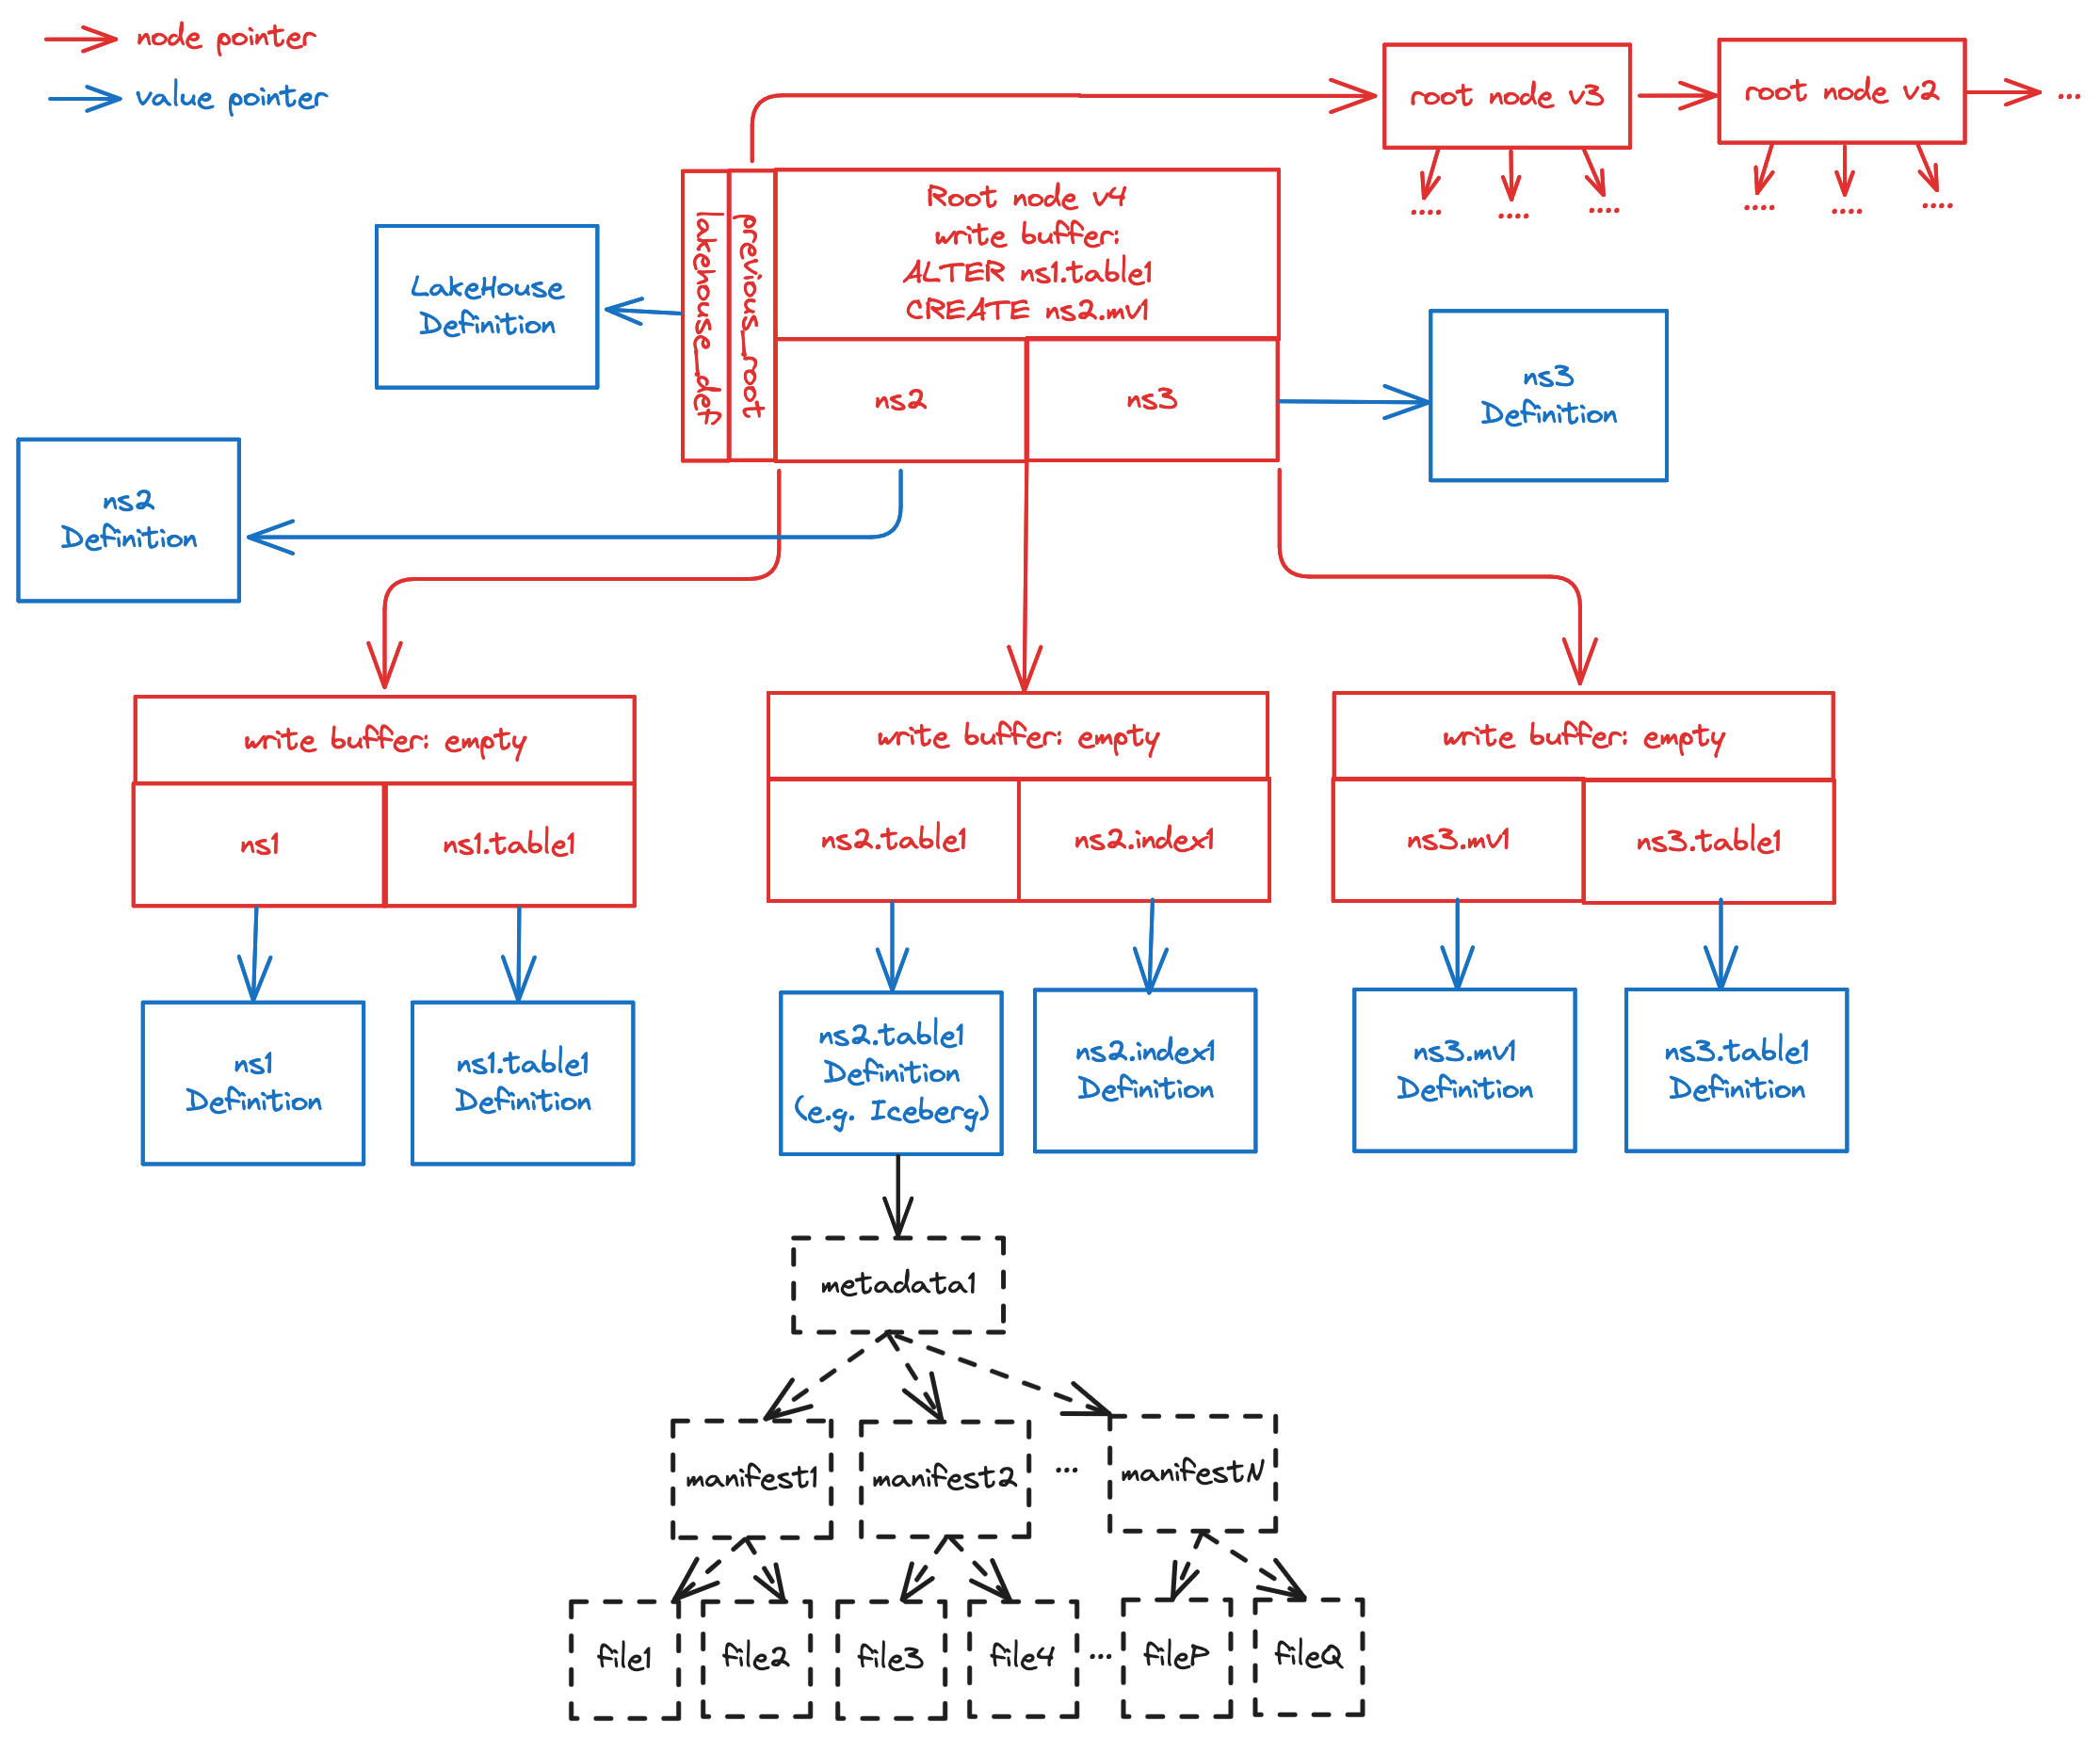 node pointer
value pointer
root node v3
root node v2
...
....
....
....
....
....
....
lakehouse_def
previous_root
Root node v4
write buffer:
ALTER ns1.table1
CREATE ns2.mv1
LakeHouse
Definition
ns2
ns3
ns3
Definition
ns2
Definition
write buffer: empty
write buffer: empty
write buffer: empty
ns1
ns1.table1
ns2.table1
ns2.index1
ns3.mv1
ns3.table1
ns1
Definition
ns1.table1
Definition
ns2.table1
Definition
(e.g. Iceberg)
ns2.index1
Definition
ns3.mv1
Definition
ns3.table1
Definition
metadata1
manifest1
manifest2
...
manifestN
file1
file2
file3
file4
...
fileP
fileQ